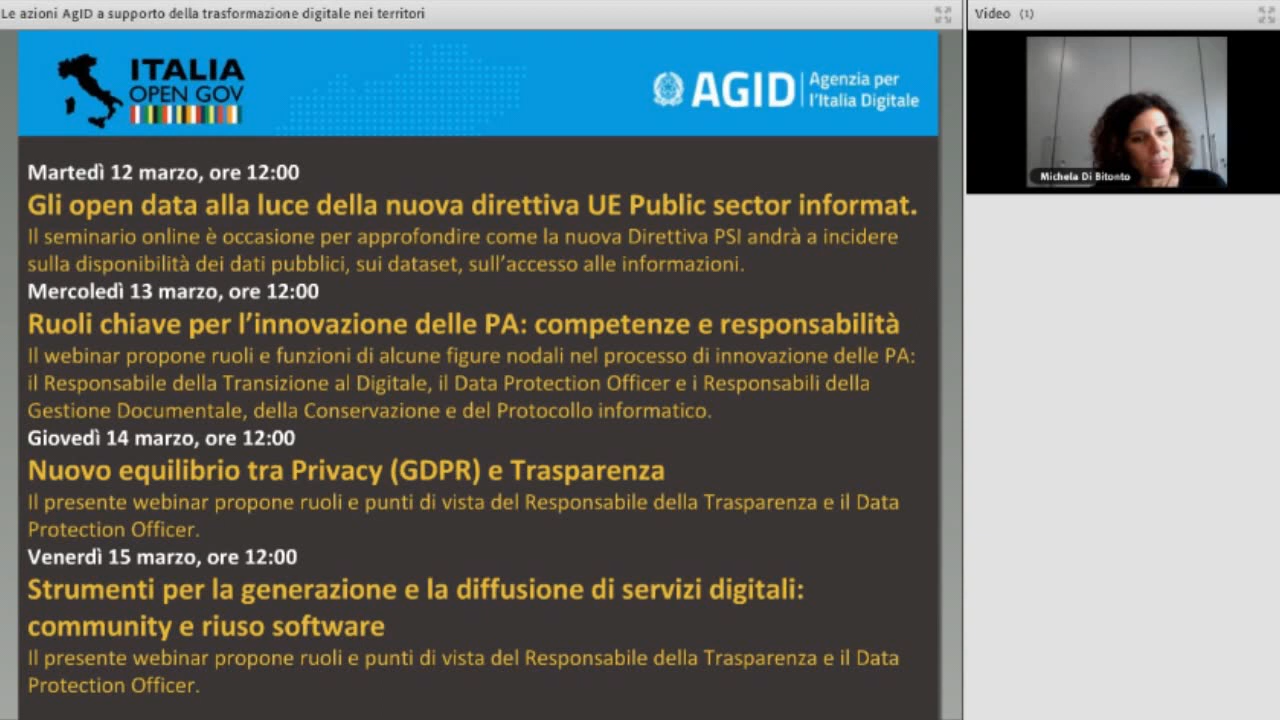 Le azioni AgID a supporto della trasformazione digitale nei territori
Video (1)
ITALIA
OPEN GOV
AGID
Agenzia per
l'Italia Digitale
Michela Di Bitonto
Martedì 12 marzo, ore 12:00
Gli open data alla luce della nuova direttiva UE Public sector informat.
Il seminario online è occasione per approfondire come la nuova Direttiva PSI andrà a incidere
sulla disponibilità dei dati pubblici, sui dataset, sull'accesso alle informazioni.
Mercoledì 13 marzo, ore 12:00
Ruoli chiave per l'innovazione delle PA: competenze e responsabilità
Il webinar propone ruoli e funzioni di alcune figure nodali nel processo di innovazione delle PA:
il Responsabile della Transizione al Digitale, il Data Protection Officer e i Responsabili della
Gestione Documentale, della Conservazione e del Protocollo informatico.
Giovedì 14 marzo, ore 12:00
Nuovo equilibrio tra Privacy (GDPR) e Trasparenza
Il presente webinar propone ruoli e punti di vista del Responsabile della Trasparenza e il Data
Protection Officer.
Venerdì 15 marzo, ore 12:00
Strumenti per la generazione e la diffusione di servizi digitali:
community e riuso software
Il presente webinar propone ruoli e punti di vista del Responsabile della Trasparenza e il Data
Protection Officer.